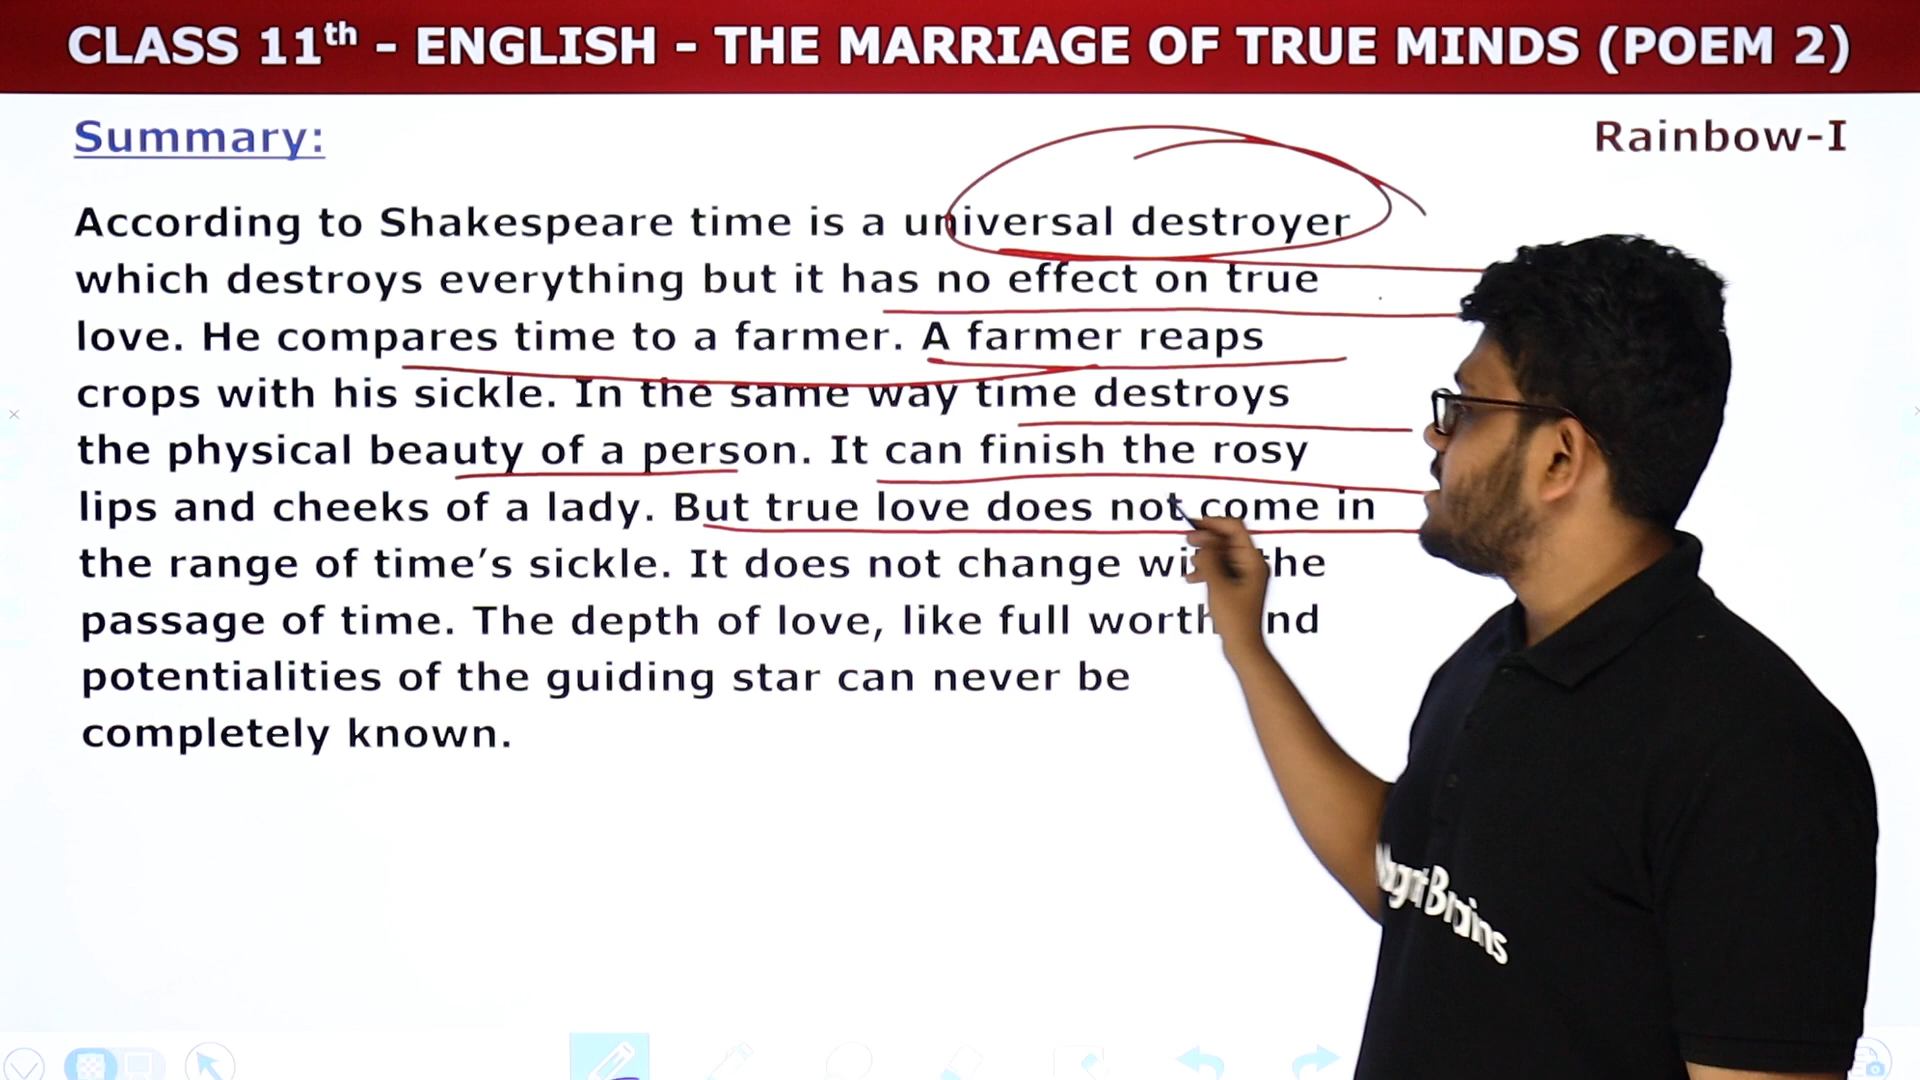 CLASS 11th - ENGLISH - THE MARRIAGE OF TRUE MINDS (POEM 2)
Summary:
Rainbow-I
According to Shakespeare time is a universal destroyer
which destroys everything but it has no effect on true
love. He compares time to a farmer. A farmer reaps
crops with his sickle. In the same way time destroys
the physical beauty of a person. It can finish the rosy
lips and cheeks of a lady. But true love does not come in
the range of time’s sickle. It does not change the
passage of time. The depth of love, like full worth
potentialities of the guiding star can never be
completely known.
Brains